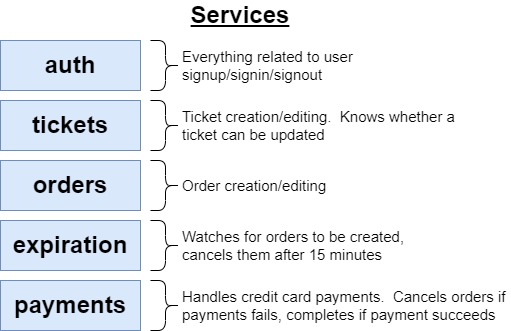 Services
auth
Everything related to user
signup/signin/signout
tickets
Ticket creation/editing.  Knows whether a
ticket can be updated
orders
Order creation/editing
expiration
Watches for orders to be created,
cancels them after 15 minutes
payments
Handles credit card payments.  Cancels orders if
payments fails, completes if payment succeeds